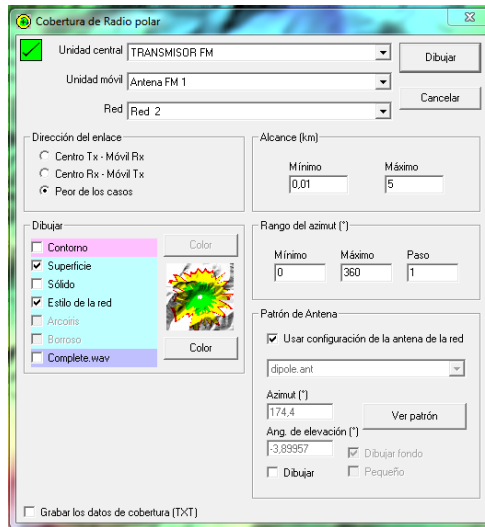 Cobertura de Radio polar
Unidad central TRANSMISOR FM
Dibujar
Unidad móvil Antena FM 1
Cancelar
Red Red 2
Dirección del enlace
Centro Tx - Móvil Rx
Centro Rx - Móvil Tx
Peor de los casos
Alcance (km)
Mínimo Máximo
0,01 5
Dibujar
Contorno
Superficie
Sólido
Estilo de la red
Arcoiris
Borroso
Complete.wav
Color
Color
Rango del azimut (°)
Mínimo Máximo Paso
0 360 1
Patrón de Antena
Usar configuración de la antena de la red
dipole.ant
Azimut (°)
174,4
Ver patrón
Ang. de elevación (°)
-3,89957
Dibujar fondo
Dibujar
Pequeño
Grabar los datos de cobertura (TXT)